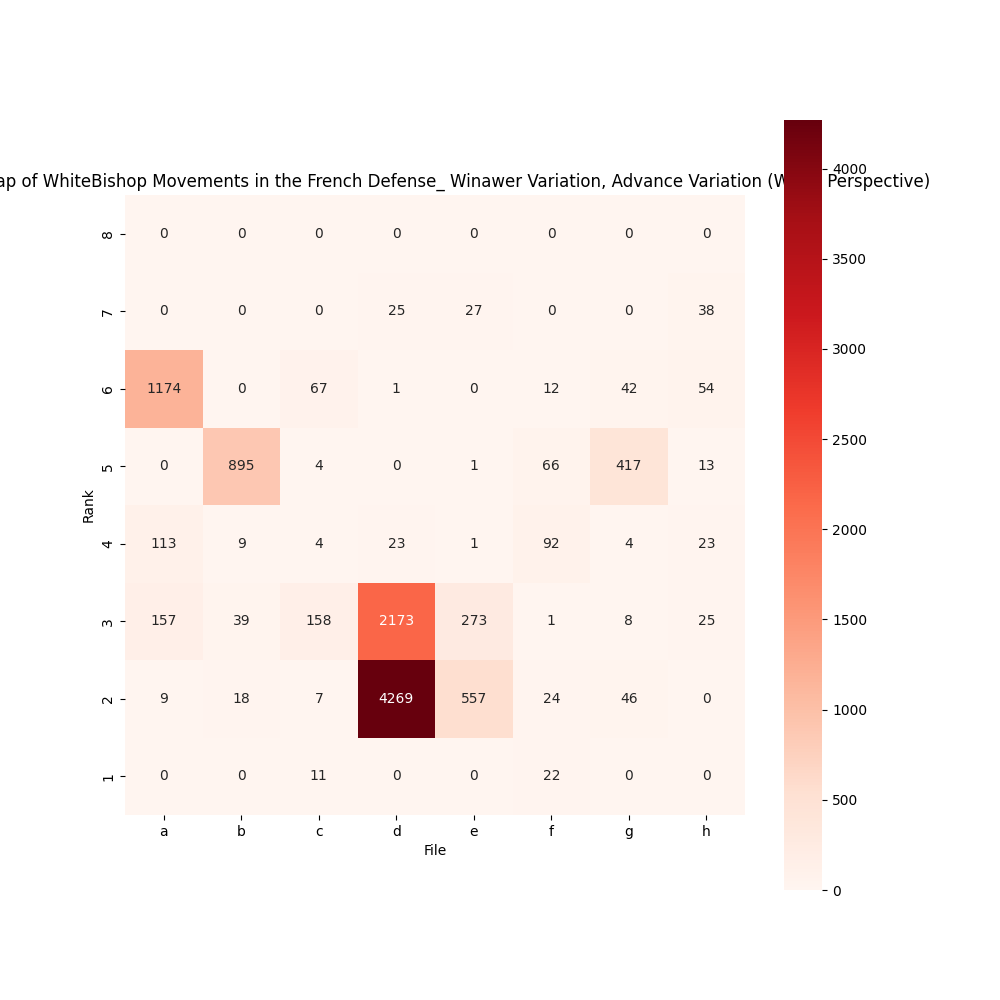 ap of WhiteBishop Movements in the French Defense_ Winawer Variation, Advance Variation (W Perspective)
8 0 0 0 0 0 0 0 0
7 0 0 0 25 27 0 0 38
6 1174 0 67 1 0 12 42 54
5 0 895 4 0 1 66 417 13
Rank
4 113 9 4 23 1 92 4 23
3 157 39 158 2173 273 1 8 25
2 9 18 7 4269 557 24 46 0
1 0 0 11 0 0 22 0 0
a b c d e f g h
File
4000
3500
3000
2500
2000
1500
1000
500
0